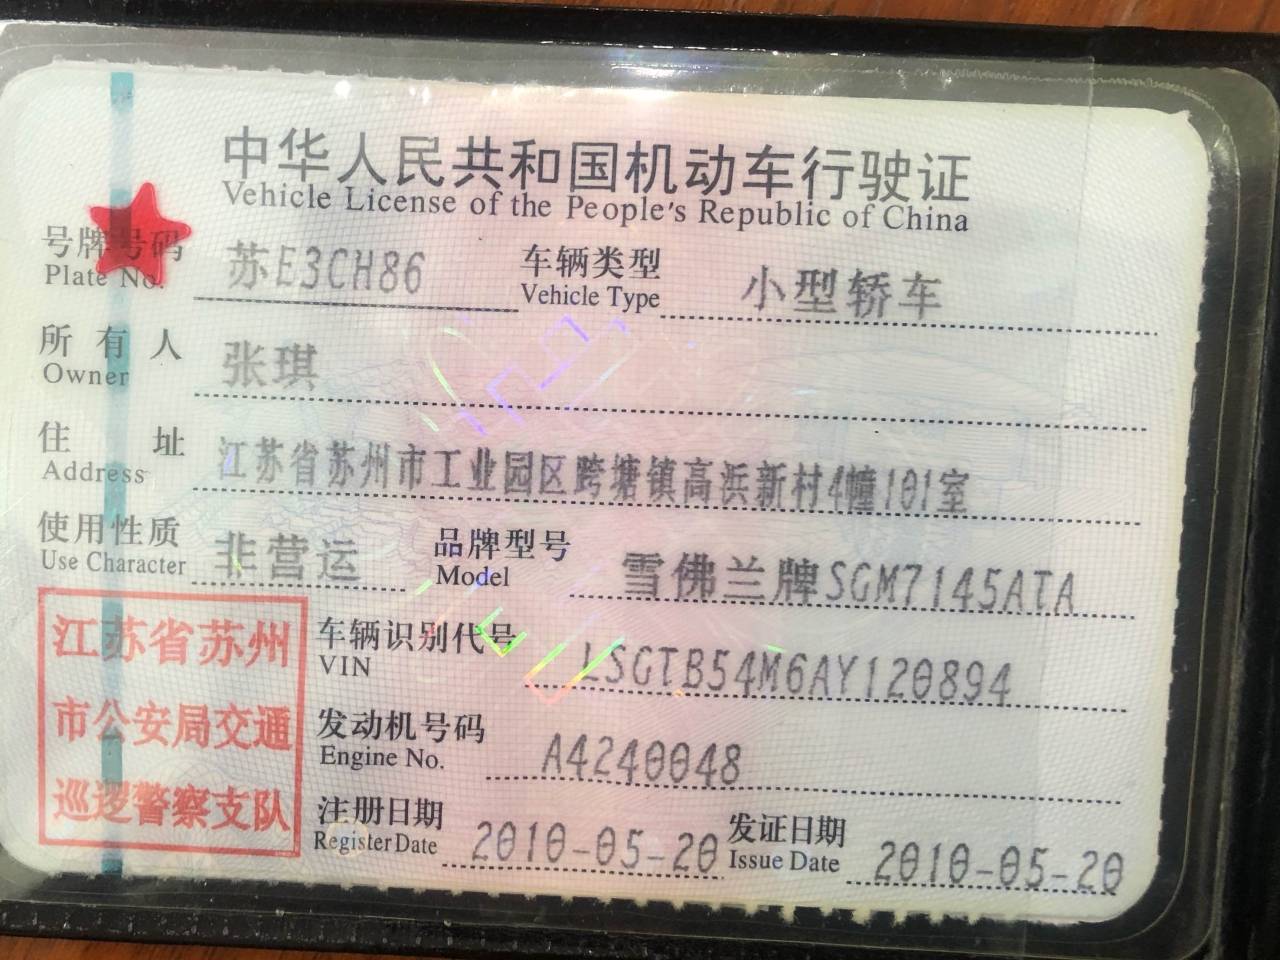 中华人民共和国机动车行驶证
Vehicle License of the People's Republic of China
号牌号码 苏E3CH86 车辆类型 小型轿车
Plate No. Vehicle Type
所有人 张琪
Owner
住址 江苏省苏州市工业园区跨塘镇高浜新村4幢101室
Address
使用性质 非营运 品牌型号 雪佛兰牌SGM7145ATA
Use Character Model
江苏省苏州
市公安局交通
巡逻警察支队
车辆识别代号 LSGTB54M6AY120894
VIN
发动机号码 A4240048
Engine No.
注册日期 2010-05-20 发证日期 2010-05-20
Register Date Issue Date